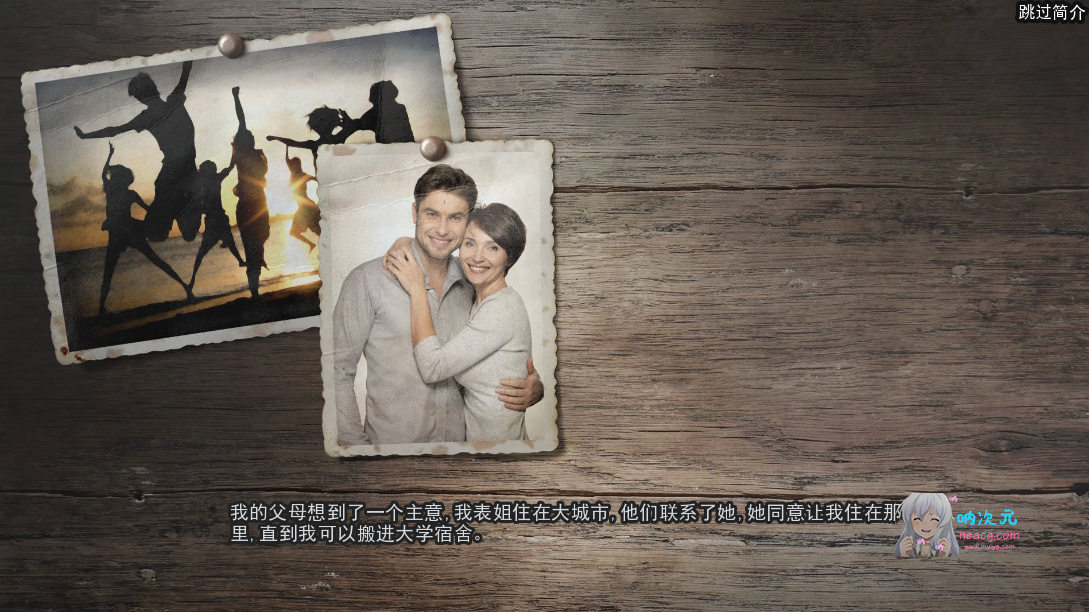 跳过简介
我的父母想到了一个主意,我表姐住在大城市,他们联系了她,她同意让我住在那
里,直到我可以搬进大学宿舍。
呐次元
neacg.com